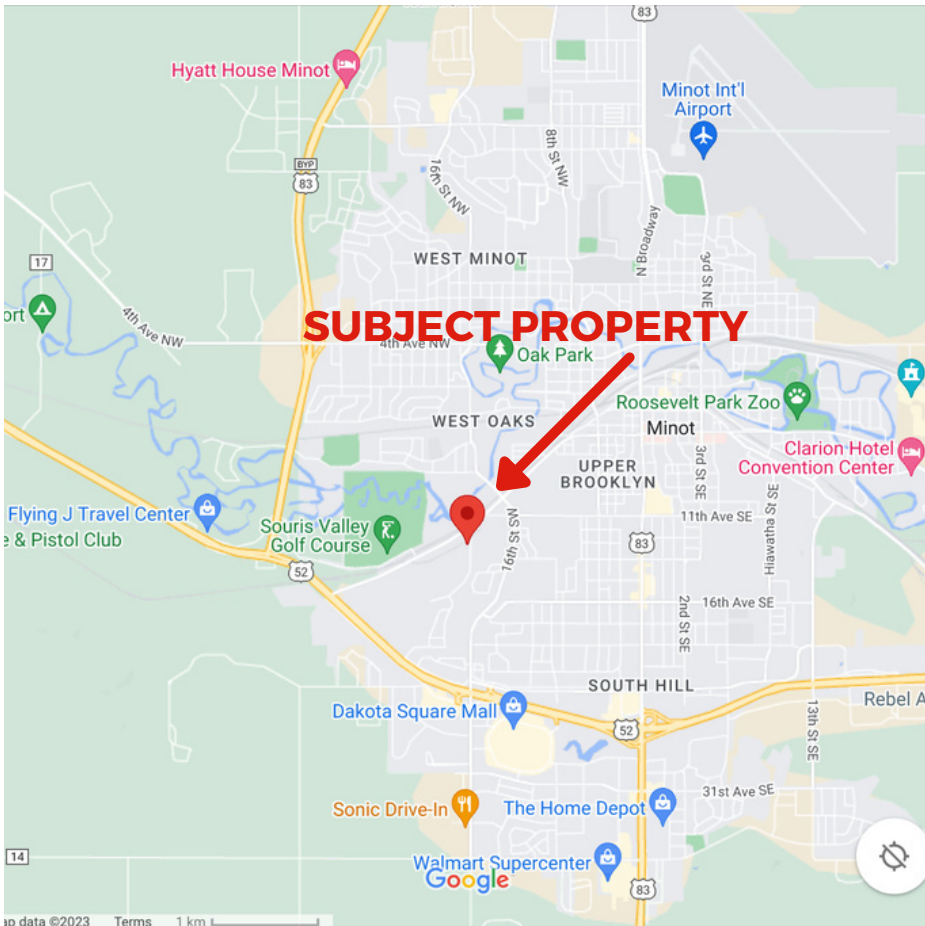 83
Hyatt House Minot
Minot Int'l
Airport
8th St NW
BYP
83
16th St NW
N Broadway
3rd St NE
WEST MINOT
17
ort
4th Ave NW
SUBJECT PROPERTY
4th Ave NW
Oak Park
Roosevelt Park Zoo
Minot
WEST OAKS
Clarion Hotel
Convention Center
UPPER
BROOKLYN
3rd St SE
Hiawatha St SE
Flying J Travel Center
e & Pistol Club
Souris Valley
Golf Course
16th St SW
11th Ave SE
83
52
2nd St SE
16th Ave SE
SOUTH HILL
Rebel A
Dakota Square Mall
52
13th St SE
31st Ave SE
Sonic Drive-In
The Home Depot
14
Walmart Supercenter
Google
83
ap data ©2023 Terms 1 km